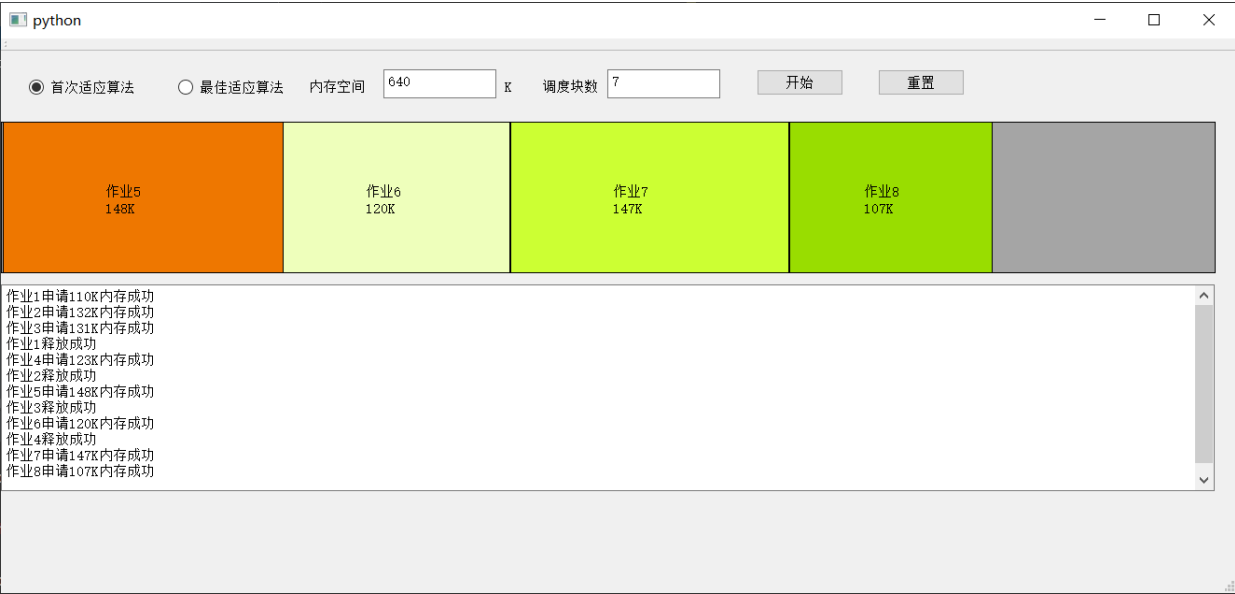 python
首次适应算法 最佳适应算法 内存空间 640 K 调度块数 7 开始 重置
作业5 作业6 作业7 作业8
148K 120K 147K 107K
作业1申请110K内存成功
作业2申请132K内存成功
作业3申请131K内存成功
作业1释放成功
作业4申请123K内存成功
作业2释放成功
作业5申请148K内存成功
作业3释放成功
作业6申请120K内存成功
作业4释放成功
作业7申请147K内存成功
作业8申请107K内存成功